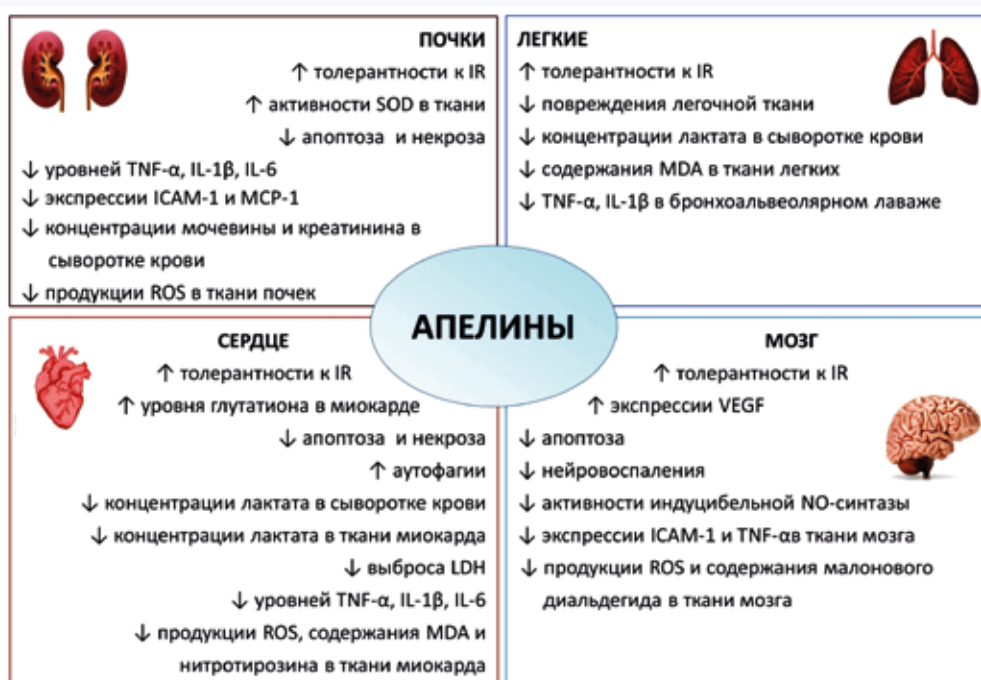 ПОЧКИ
↑ толерантности к IR
↑ активности SOD в ткани
↓ апоптоза и некроза
↓ уровней TNF-α, IL-1β, IL-6
↓ экспрессии ICAM-1 и MCP-1
↓ концентрации мочевины и креатинина в
сыворотке крови
↓ продукции ROS в ткани почек
ЛЕГКИЕ
↑ толерантности к IR
↓ повреждения легочной ткани
↓ концентрации лактата в сыворотке крови
↓ содержания MDA в ткани легких
↓ TNF-α, IL-1β в бронхоальвеолярном лаваже
АПЕЛИНЫ
СЕРДЦЕ
↑ толерантности к IR
↑ уровня глутатиона в миокарде
↓ апоптоза и некроза
↑ аутофагии
↓ концентрации лактата в сыворотке крови
↓ концентрации лактата в ткани миокарда
↓ выброса LDH
↓ уровней TNF-α, IL-1β, IL-6
↓ продукции ROS, содержания MDA и
нитротирозина в ткани миокарда
МОЗГ
↑ толерантности к IR
↑ экспрессии VEGF
↓ апоптоза
↓ нейровоспаления
↓ активности индуцибельной NO-синтазы
↓ экспрессии ICAM-1 и TNF-αв ткани мозга
↓ продукции ROS и содержания малонового
диальдегида в ткани мозга